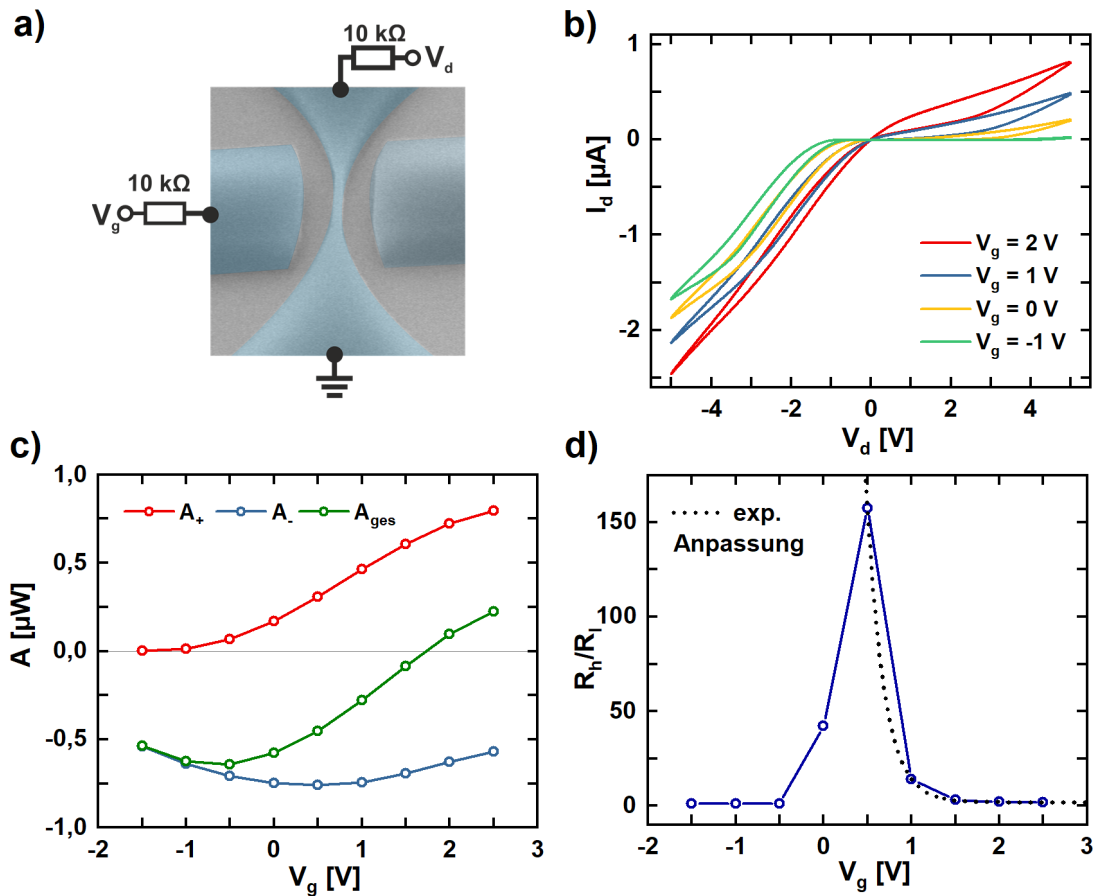 a)
10 kΩ
V_d
10 kΩ
V_g
b)
I_d [µA]
1
0
-1
-2
V_g = 2 V
V_g = 1 V
V_g = 0 V
V_g = -1 V
-4 -2 0 2 4
V_d [V]
c)
A [µW]
1,0
0,5
0,0
-0,5
-1,0
A_+ A_- A_ges
-2 -1 0 1 2 3
V_g [V]
d)
R_h/R_l
150
100
50
0
exp.
Anpassung
-2 -1 0 1 2 3
V_g [V]